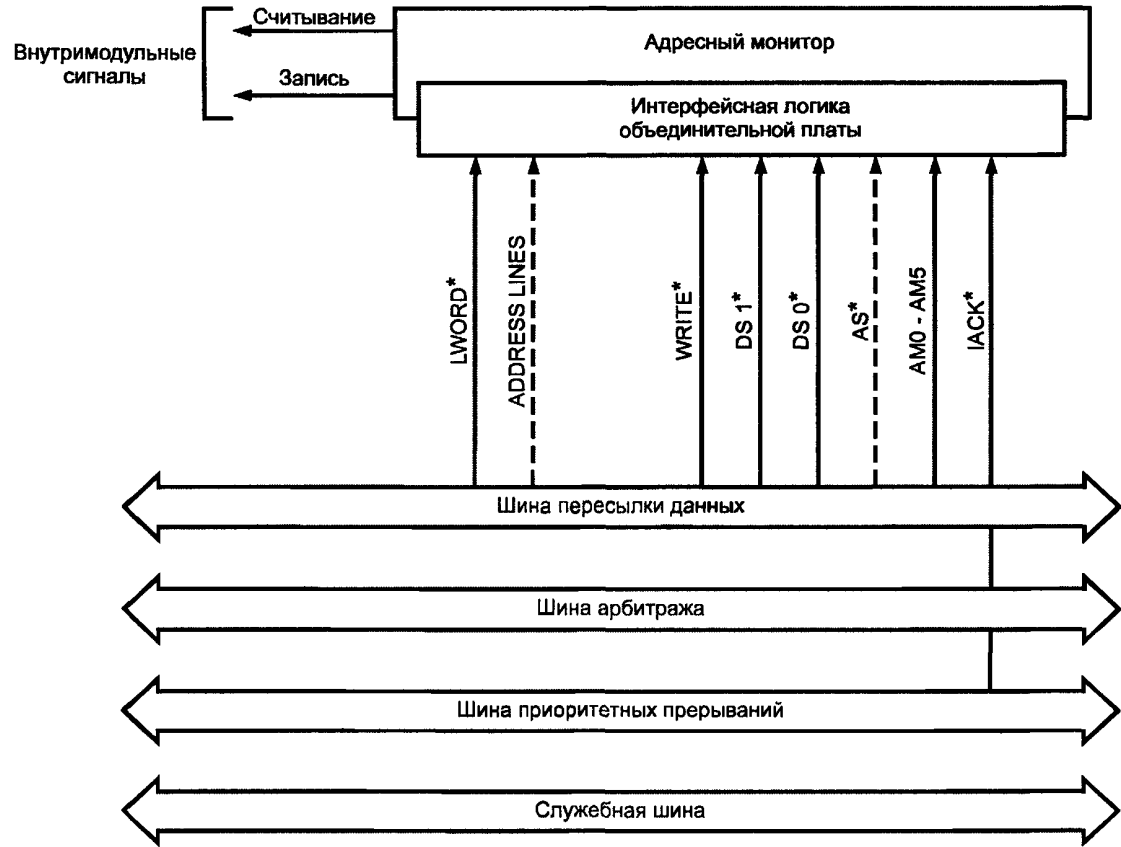 Считывание
Внутримодульные
сигналы
Запись
Адресный монитор
Интерфейсная логика
объединительной платы
LWORD*
ADDRESS LINES
WRITE*
DS 1*
DS 0*
AS*
AM0 - AM5
IACK*
Шина пересылки данных
Шина арбитража
Шина приоритетных прерываний
Служебная шина